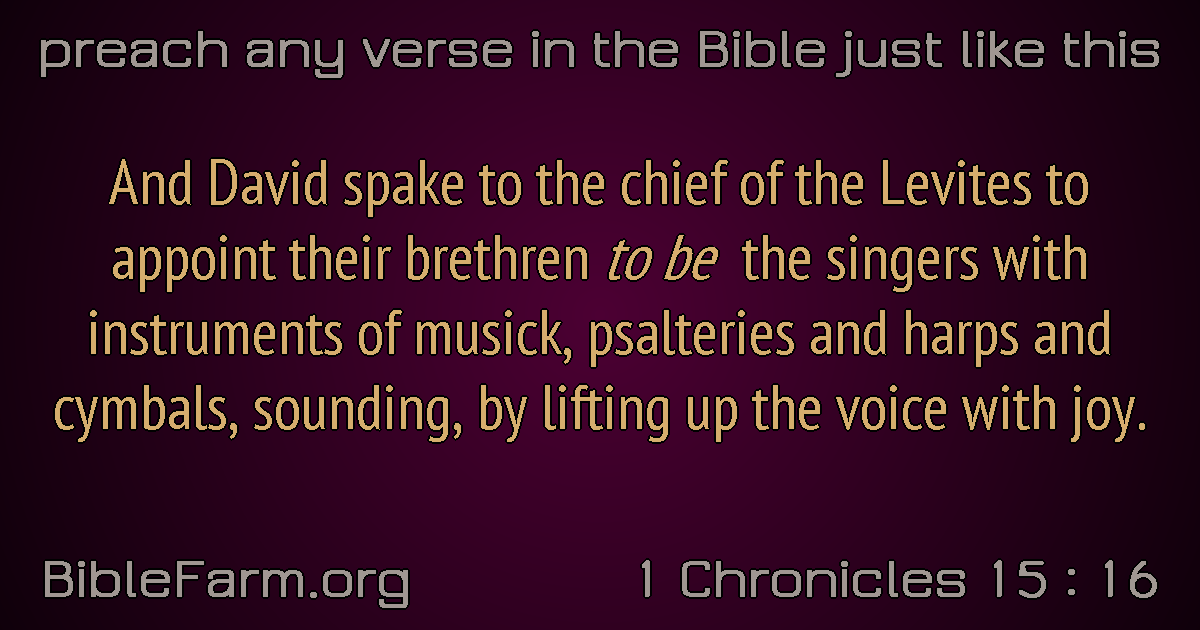 preach any verse in the Bible just like this
And David spake to the chief of the Levites to
appoint their brethren to be the singers with
instruments of musick, psalteries and harps and
cymbals, sounding, by lifting up the voice with joy.
BibleFarm.org
1 Chronicles 15 : 16